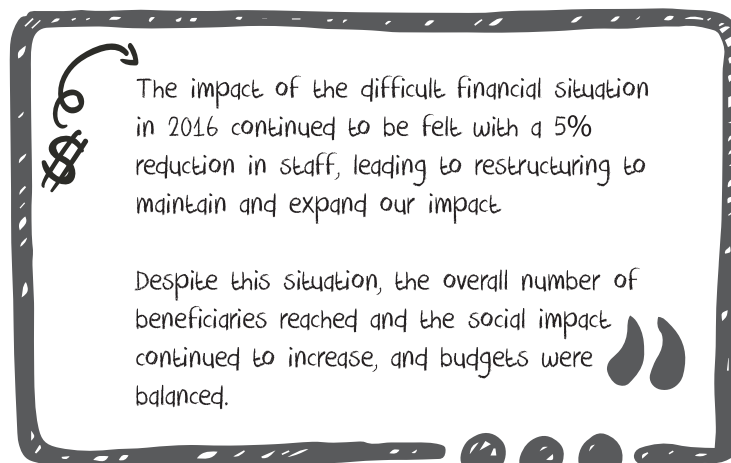 $
The impact of the difficult financial situation
in 2016 continued to be felt with a 5%
reduction in staff, leading to restructuring to
maintain and expand our impact
Despite this situation, the overall number of
beneficiaries reached and the social impact
continued to increase, and budgets were
balanced.
”